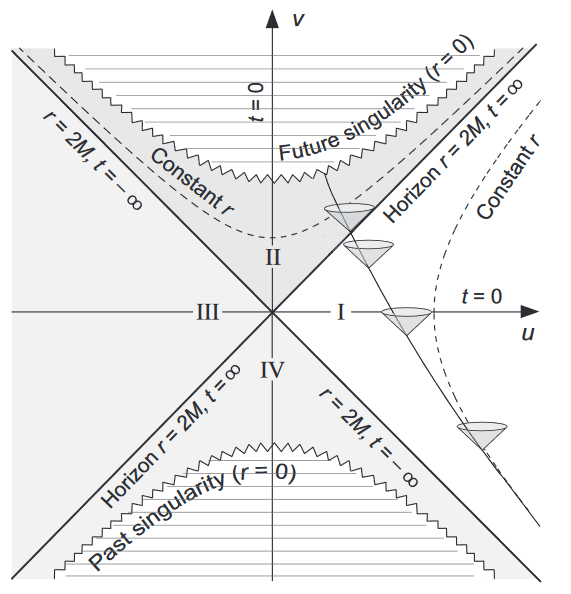 v
t = 0
Future singularity (r = 0)
r = 2M, t = – ∞
Constant r
Horizon r = 2M, t = ∞
Constant r
II
t = 0
III
I
u
IV
Horizon r = 2M, t = ∞
r = 2M, t = – ∞
Past singularity (r = 0)